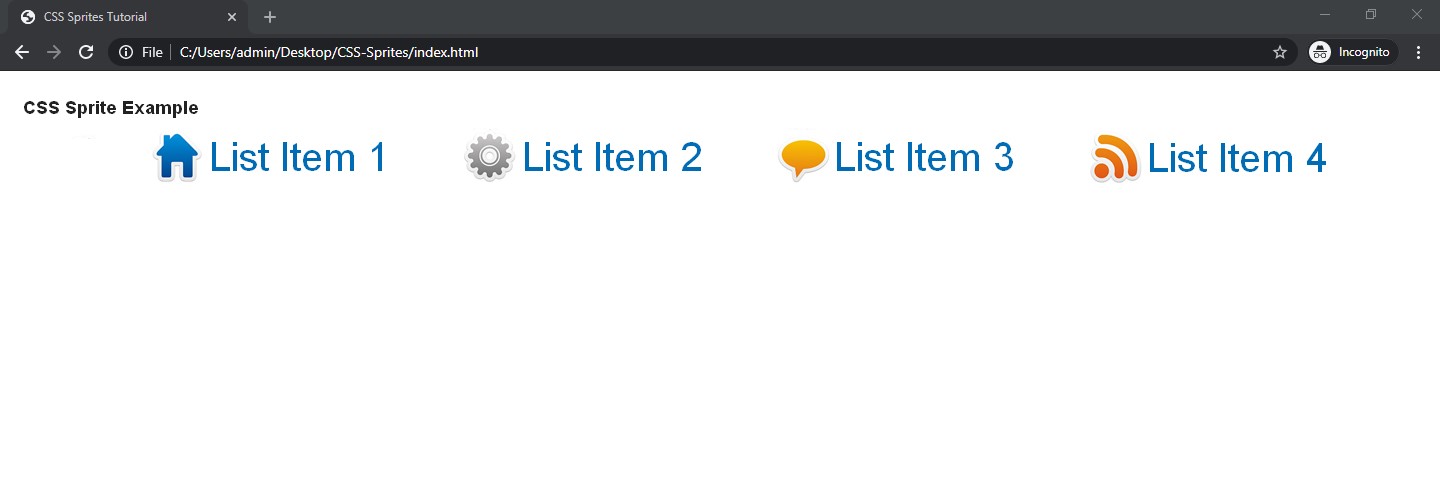 CSS Sprites Tutorial
File C:/Users/admin/Desktop/CSS-Sprites/index.html Incognito
CSS Sprite Example
List Item 1 List Item 2 List Item 3 List Item 4